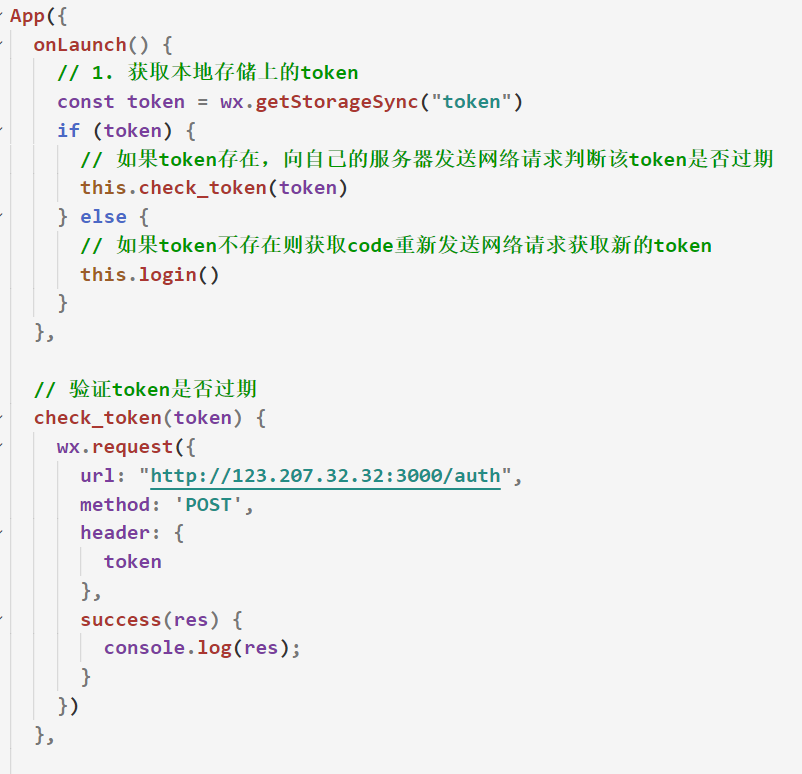 App({
  onLaunch() {
    // 1. 获取本地存储上的token
    const token = wx.getStorageSync("token")
    if (token) {
      // 如果token存在，向自己的服务器发送网络请求判断该token是否过期
      this.check_token(token)
    } else {
      // 如果token不存在则获取code重新发送网络请求获取新的token
      this.login()
    }
  },

  // 验证token是否过期
  check_token(token) {
    wx.request({
      url: "http://123.207.32.32:3000/auth",
      method: 'POST',
      header: {
        token
      },
      success(res) {
        console.log(res);
      }
    })
  },